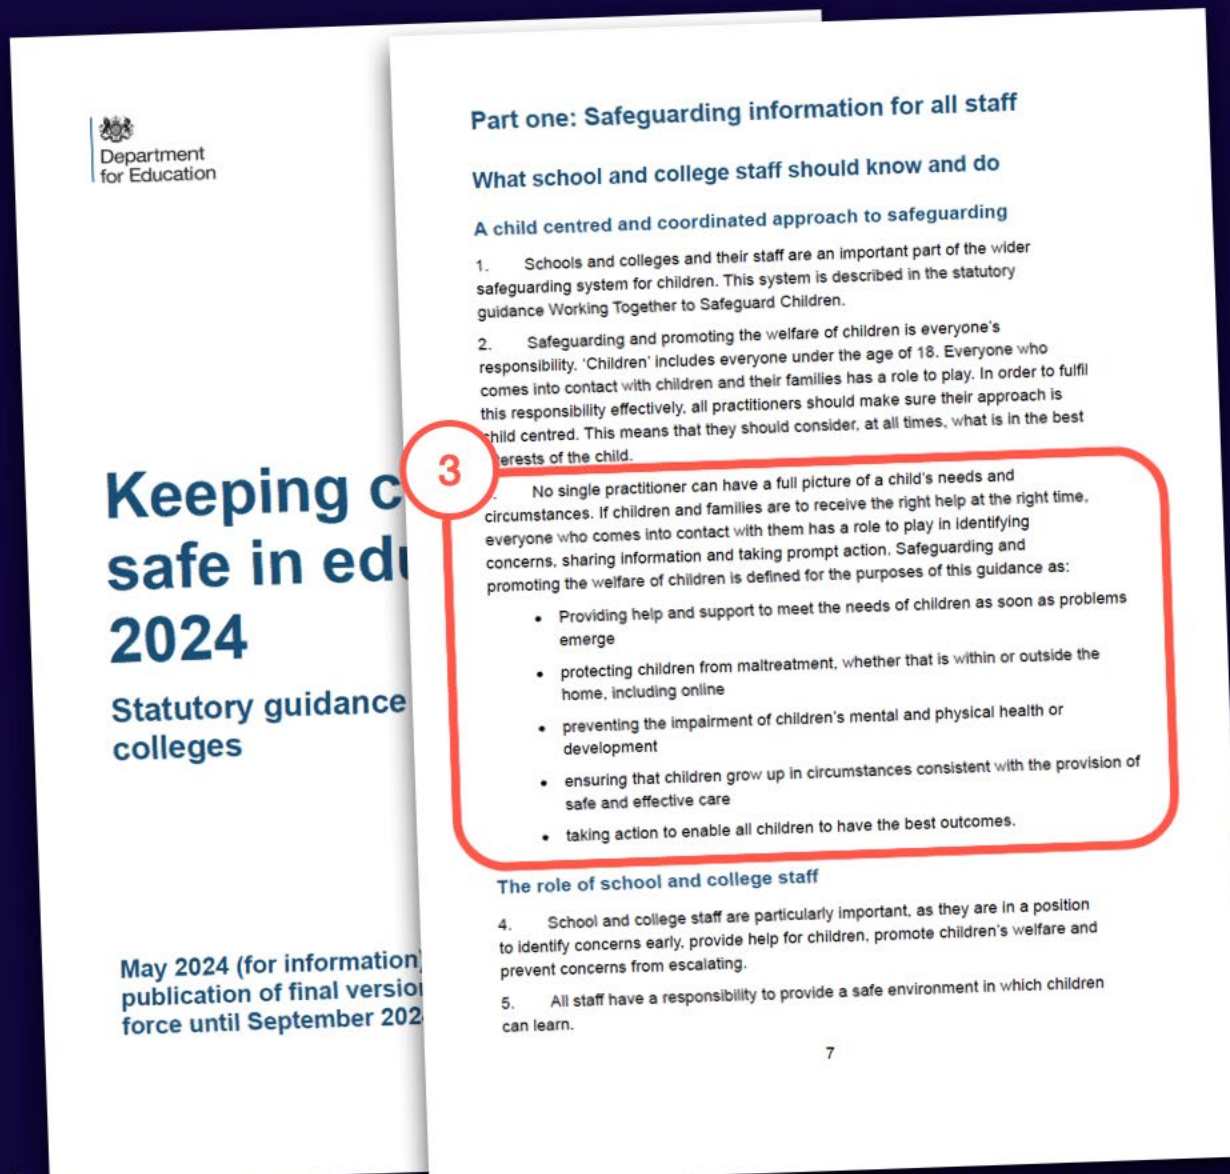 Department
for Education
Keeping c
safe in edu
2024
Statutory guidance
colleges
May 2024 (for information)
publication of final versio
force until September 202
Part one: Safeguarding information for all staff
What school and college staff should know and do
A child centred and coordinated approach to safeguarding
1. Schools and colleges and their staff are an important part of the wider
safeguarding system for children. This system is described in the statutory
guidance Working Together to Safeguard Children.
2. Safeguarding and promoting the welfare of children is everyone's
responsibility. 'Children' includes everyone under the age of 18. Everyone who
comes into contact with children and their families has a role to play. In order to fulfil
this responsibility effectively, all practitioners should make sure their approach is
child centred. This means that they should consider, at all times, what is in the best
erests of the child.
3
. No single practitioner can have a full picture of a child's needs and
circumstances. If children and families are to receive the right help at the right time,
everyone who comes into contact with them has a role to play in identifying
concerns, sharing information and taking prompt action. Safeguarding and
promoting the welfare of children is defined for the purposes of this guidance as:
• Providing help and support to meet the needs of children as soon as problems
emerge
• protecting children from maltreatment, whether that is within or outside the
home, including online
• preventing the impairment of children's mental and physical health or
development
• ensuring that children grow up in circumstances consistent with the provision of
safe and effective care
• taking action to enable all children to have the best outcomes.
The role of school and college staff
4. School and college staff are particularly important, as they are in a position
to identify concerns early, provide help for children, promote children's welfare and
prevent concerns from escalating.
5. All staff have a responsibility to provide a safe environment in which children
can learn.
7